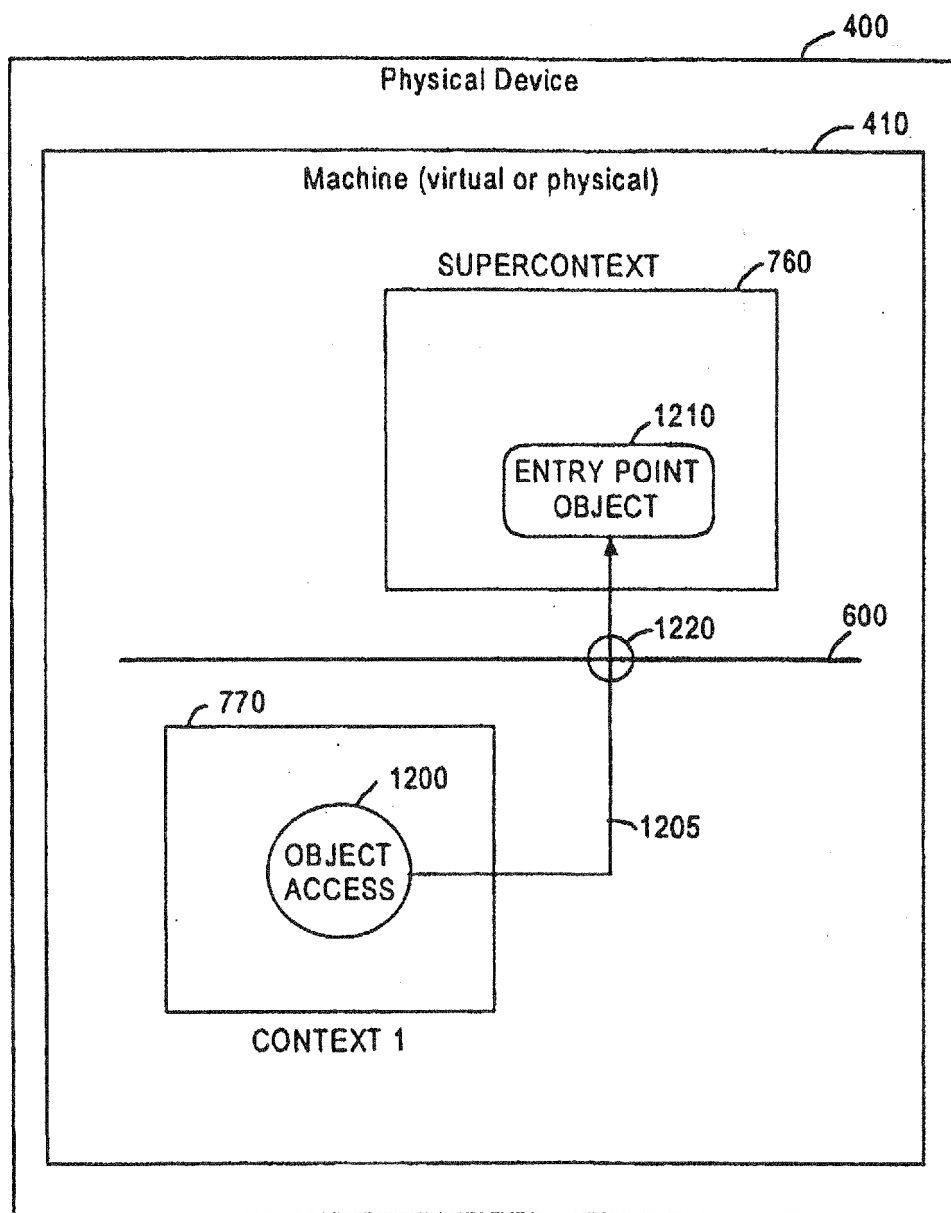 400
Physical Device
410
Machine (virtual or physical)
SUPERCONTEXT
760
1210
ENTRY POINT
OBJECT
1220
600
770
1200
OBJECT
ACCESS
1205
CONTEXT 1